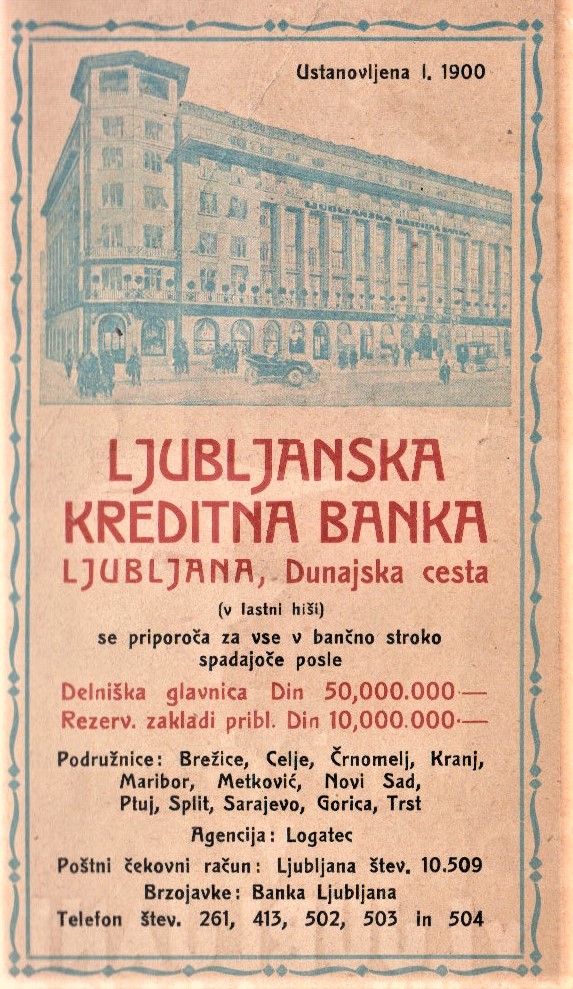 Ustanovljena l. 1900
LJUBLJANSKA KREDITNA BANKA
LJUBLJANSKA
KREDITNA BANKA
LJUBLJANA, Dunajska cesta
(v lastni hiši)
se priporoča za vse v bančno stroko
spadajoče posle
Delniška glavnica Din 50,000.000·—
Rezerv. zakladi pribl. Din 10,000.000·—
Podružnice: Brežice, Celje, Črnomelj, Kranj,
Maribor, Metković, Novi Sad,
Ptuj, Split, Sarajevo, Gorica, Trst
Agencija: Logatec
Poštni čekovni račun: Ljubljana štev. 10.509
Brzojavke: Banka Ljubljana
Telefon štev. 261, 413, 502, 503 in 504